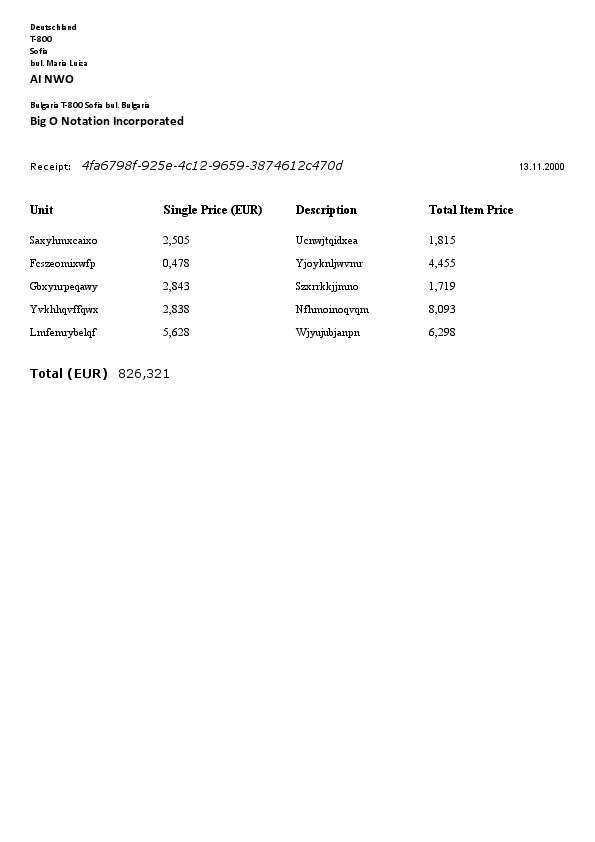 Deutschland
T-800
Sofia
bul. Maria Luiza
AI NWO
Bulgaria T-800 Sofia bul. Bulgaria
Big O Notation Incorporated
Receipt: 4fa6798f-925e-4c12-9659-3874612c470d 13.11.2000
Unit Single Price (EUR) Description Total Item Price
Saxyhmxcaixo 2,505 Ucnwjtqidxea 1,815
Fcszeomixwfp 0,478 Yjoyknljwvmr 4,455
Gbxynrpeqawy 2,843 Szxrrkkjjmno 1,719
Yvkhhqvffqwx 2,838 Nfhmoinoqvqm 8,093
Lmfemrybelqf 5,628 Wjyujubjanpn 6,298
Total (EUR) 826,321